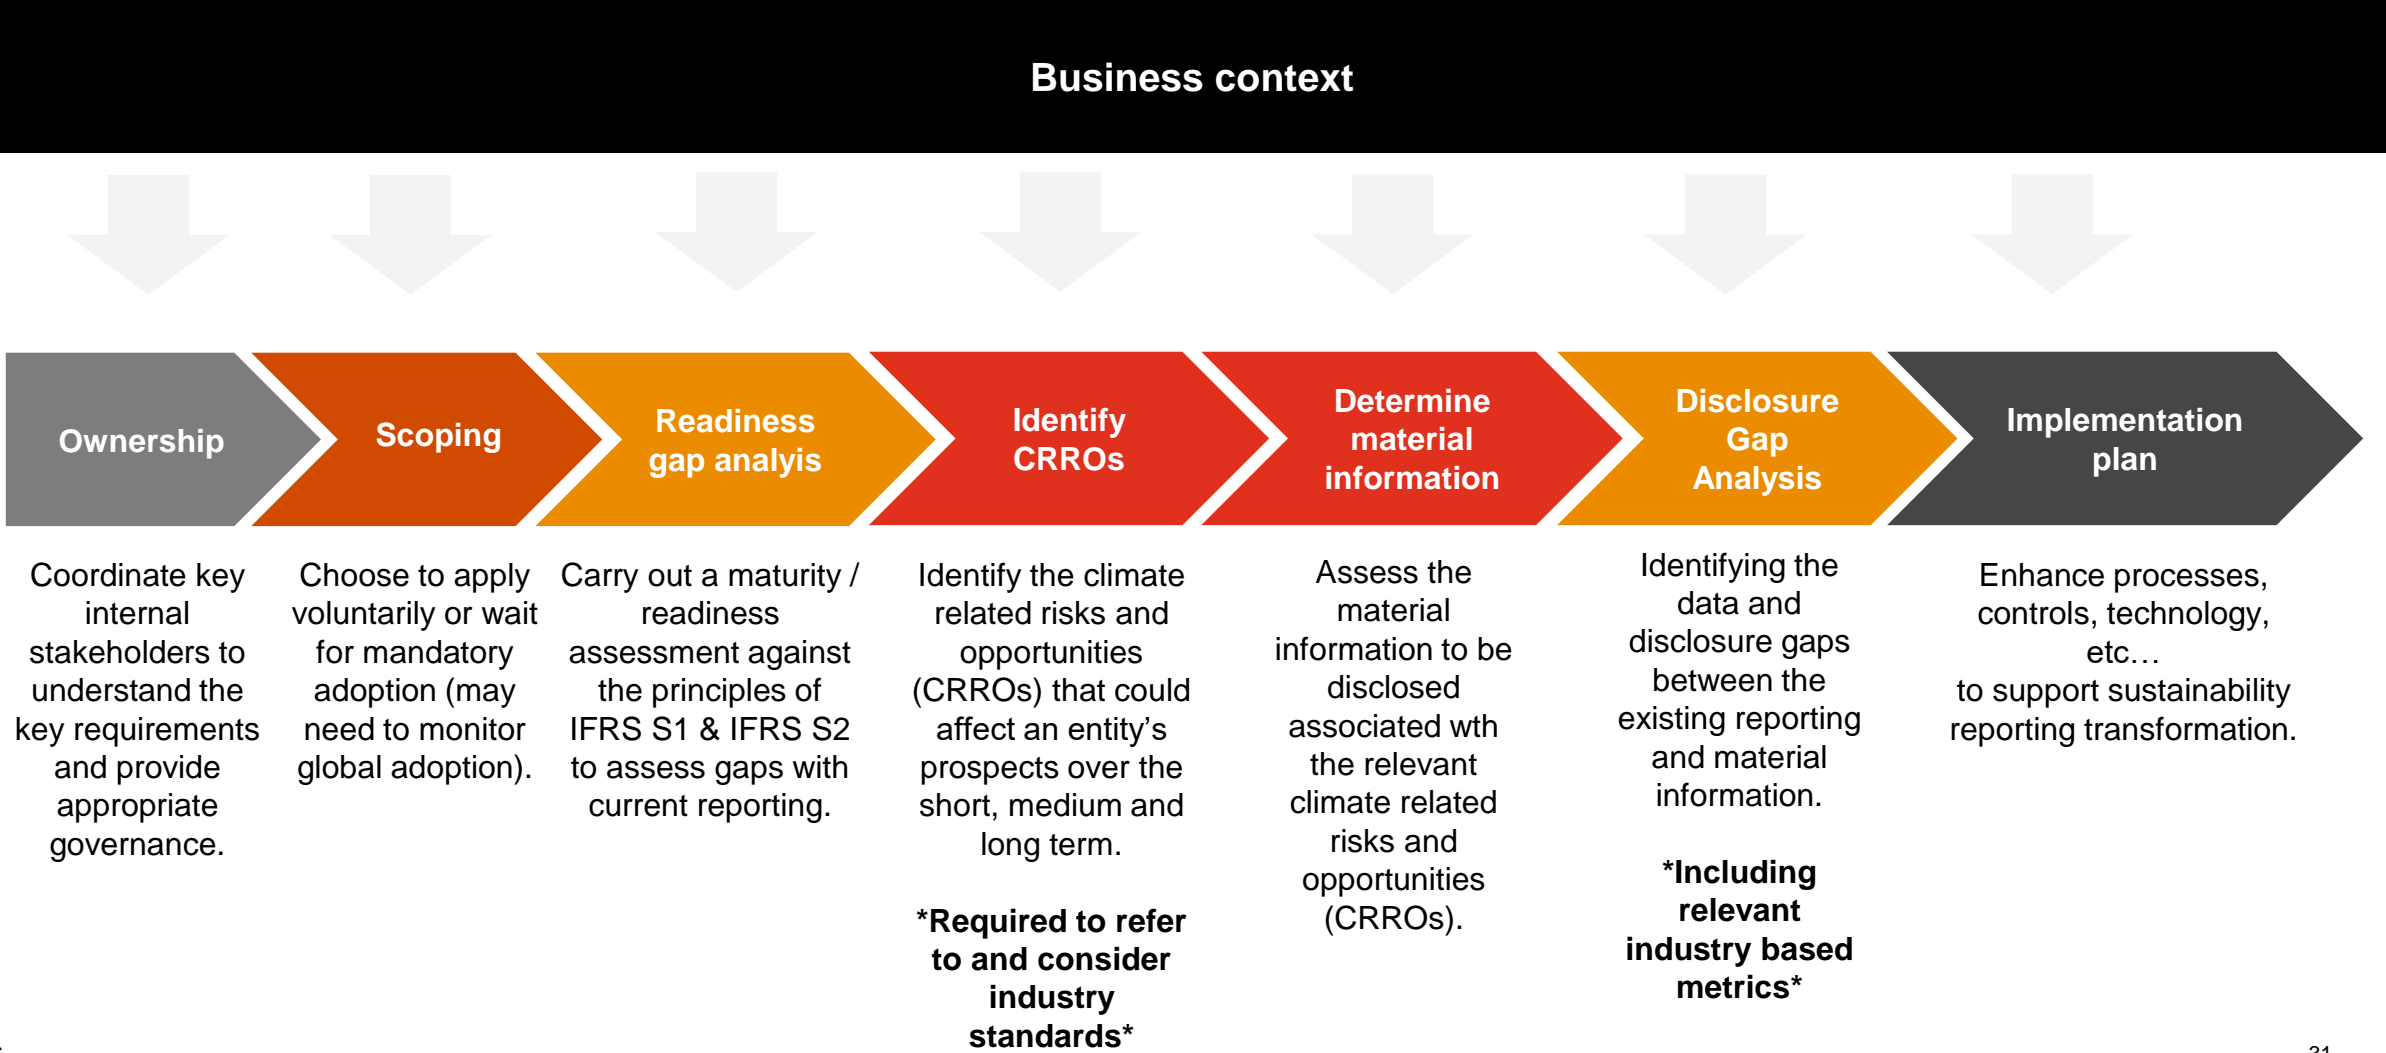 Business context
Ownership
Scoping
Readiness
gap analyis
Identify
CRROs
Determine
material
information
Disclosure
Gap
Analysis
Implementation
plan
Coordinate key
internal
stakeholders to
understand the
key requirements
and provide
appropriate
governance.
Choose to apply
voluntarily or wait
for mandatory
adoption (may
need to monitor
global adoption).
Carry out a maturity /
readiness
assessment against
the principles of
IFRS S1 & IFRS S2
to assess gaps with
current reporting.
Identify the climate
related risks and
opportunities
(CRROs) that could
affect an entity’s
prospects over the
short, medium and
long term.
*Required to refer
to and consider
industry
standards*
Assess the
material
information to be
disclosed
associated wth
the relevant
climate related
risks and
opportunities
(CRROs).
Identifying the
data and
disclosure gaps
between the
existing reporting
and material
information.
*Including
relevant
industry based
metrics*
Enhance processes,
controls, technology,
etc…
to support sustainability
reporting transformation.
31